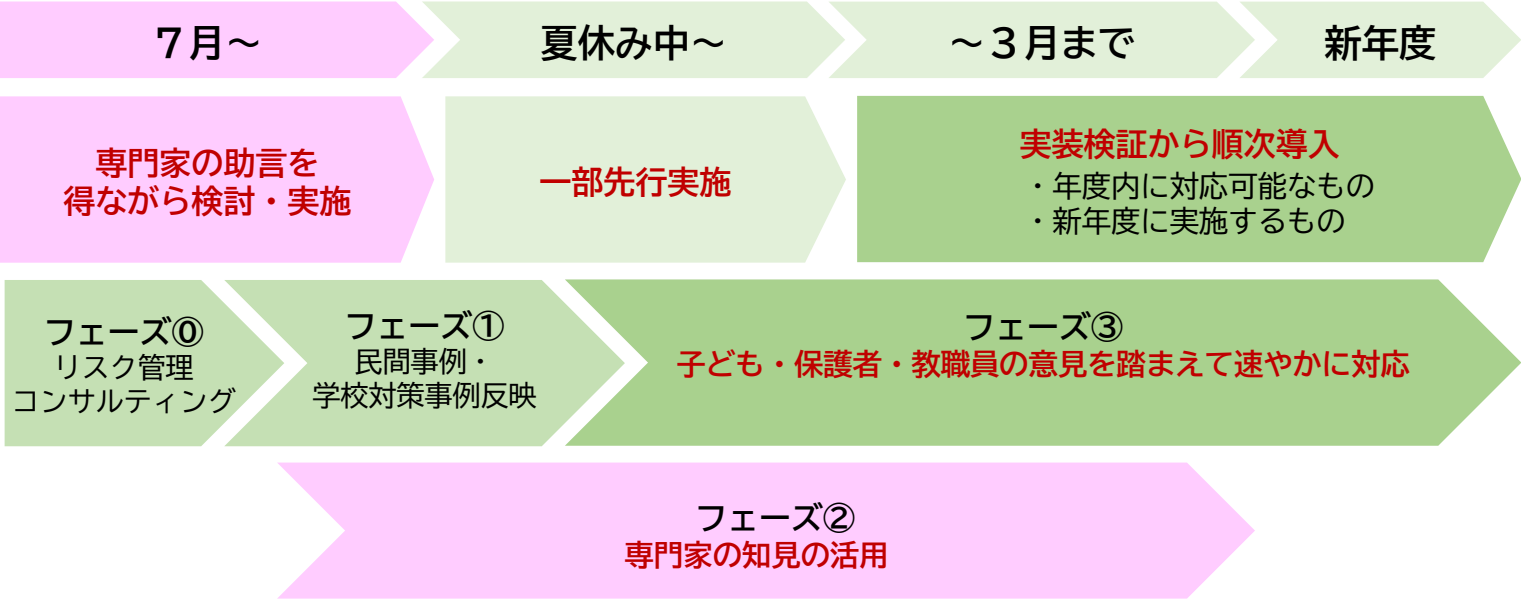 7月～
夏休み中～
～3月まで
新年度
専門家の助言を
得ながら検討・実施
一部先行実施
実装検証から順次導入
・年度内に対応可能なもの
・新年度に実施するもの
フェーズ⓪
リスク管理
コンサルティング
フェーズ①
民間事例・
学校対策事例反映
フェーズ③
子ども・保護者・教職員の意見を踏まえて速やかに対応
フェーズ②
専門家の知見の活用